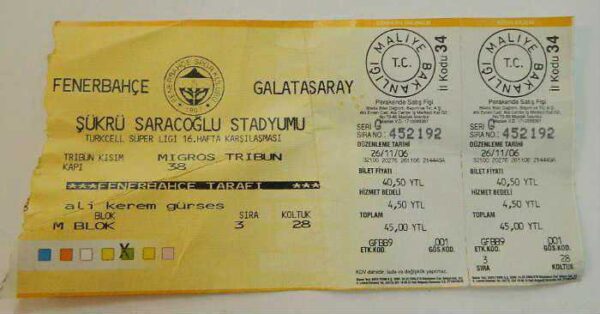 FENERBAHÇE
GALATASARAY
ŞÜKRÜ SARACOĞLU STADYUMU
TURKCELL SÜPER LİGİ 16.HAFTA KARŞILAŞMASI
TRIBUN KISIM MIGROS TRIBUN
KAPI 38
FENERBAHÇE TARAFI
ali kerem gürses
BLOK SIRA KOLTUK
M BLOK 3 28
X
MALİYE BAKANLIĞI
T.C.
İl Kodu 34
Perakende Satış Fişi
SERİ G
SIRA NO: 452192
DÜZENLEME TARİHİ
26/11/06
BİLET FİYATI
40,50 YTL
HİZMET BEDELİ
4,50 YTL
TOPLAM
45,00 YTL
GFBB9 001
ETK.KOD. GŞ.KOD:
MALİYE BAKANLIĞI
T.C.
İl Kodu 34
Perakende Satış Fişi
SERİ G
SIRA NO: 452192
DÜZENLEME TARİHİ
26/11/06
BİLET FİYATI
40,50 YTL
HİZMET BEDELİ
4,50 YTL
TOPLAM
45,00 YTL
GFBB9 001
ETK.KOD. GŞ.KOD:
3 28
SIRA KOLTUK